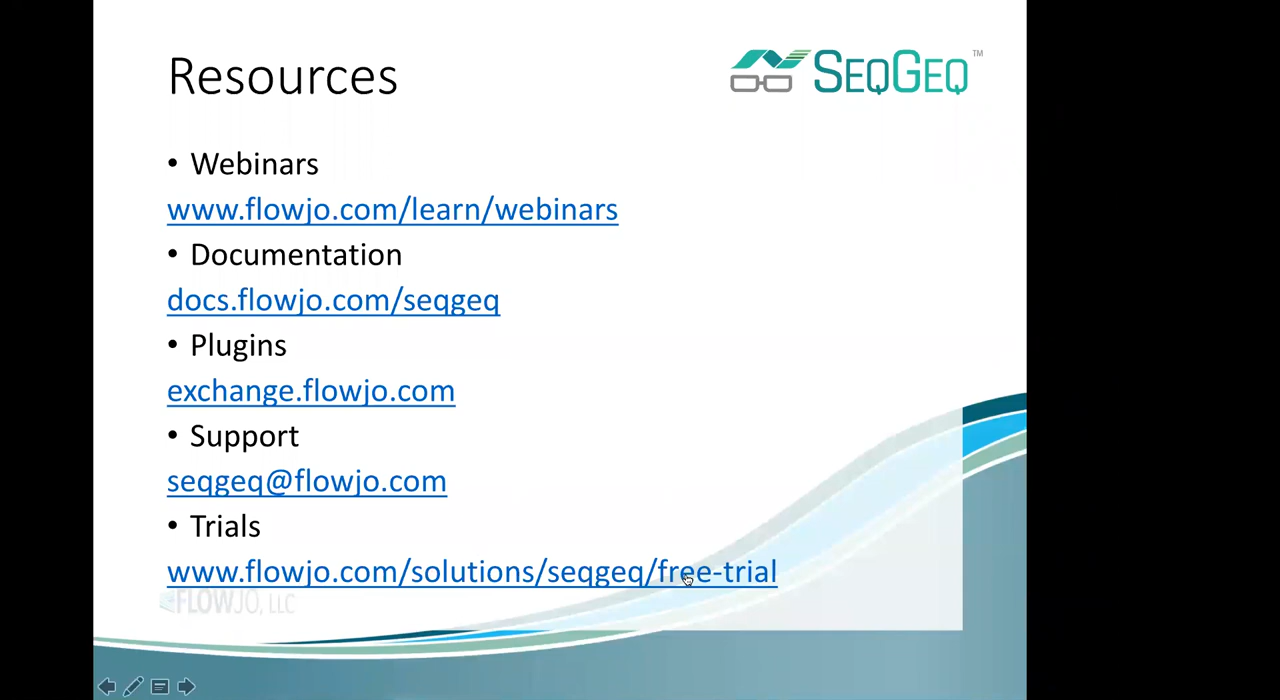 Resources
SEQGEQ™
• Webinars
www.flowjo.com/learn/webinars
• Documentation
docs.flowjo.com/seqgeq
• Plugins
exchange.flowjo.com
• Support
seqgeq@flowjo.com
• Trials
www.flowjo.com/solutions/seqgeq/free-trial
FLOWJO, LLC